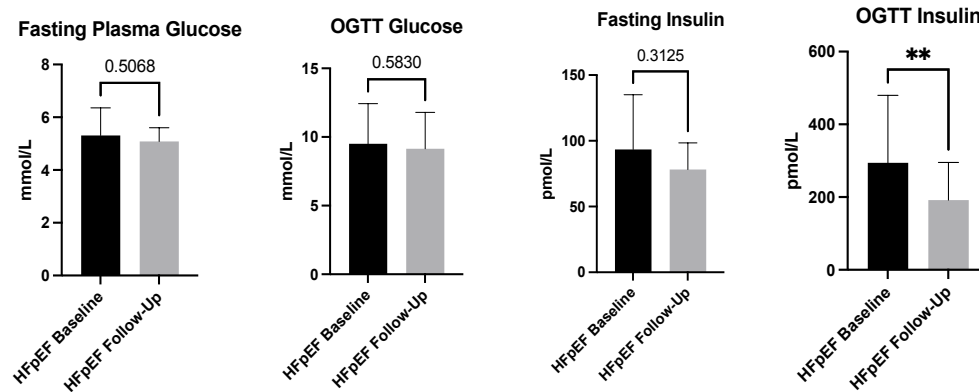 Fasting Plasma Glucose
0.5068
mmol/L
8
6
4
2
0
HFpEF Baseline
HFpEF Follow-Up
OGTT Glucose
0.5830
mmol/L
15
10
5
0
HFpEF Baseline
HFpEF Follow-Up
Fasting Insulin
0.3125
pmol/L
150
100
50
0
HFpEF Baseline
HFpEF Follow-Up
OGTT Insulin
**
pmol/L
600
400
200
0
HFpEF Baseline
HFpEF Follow-Up